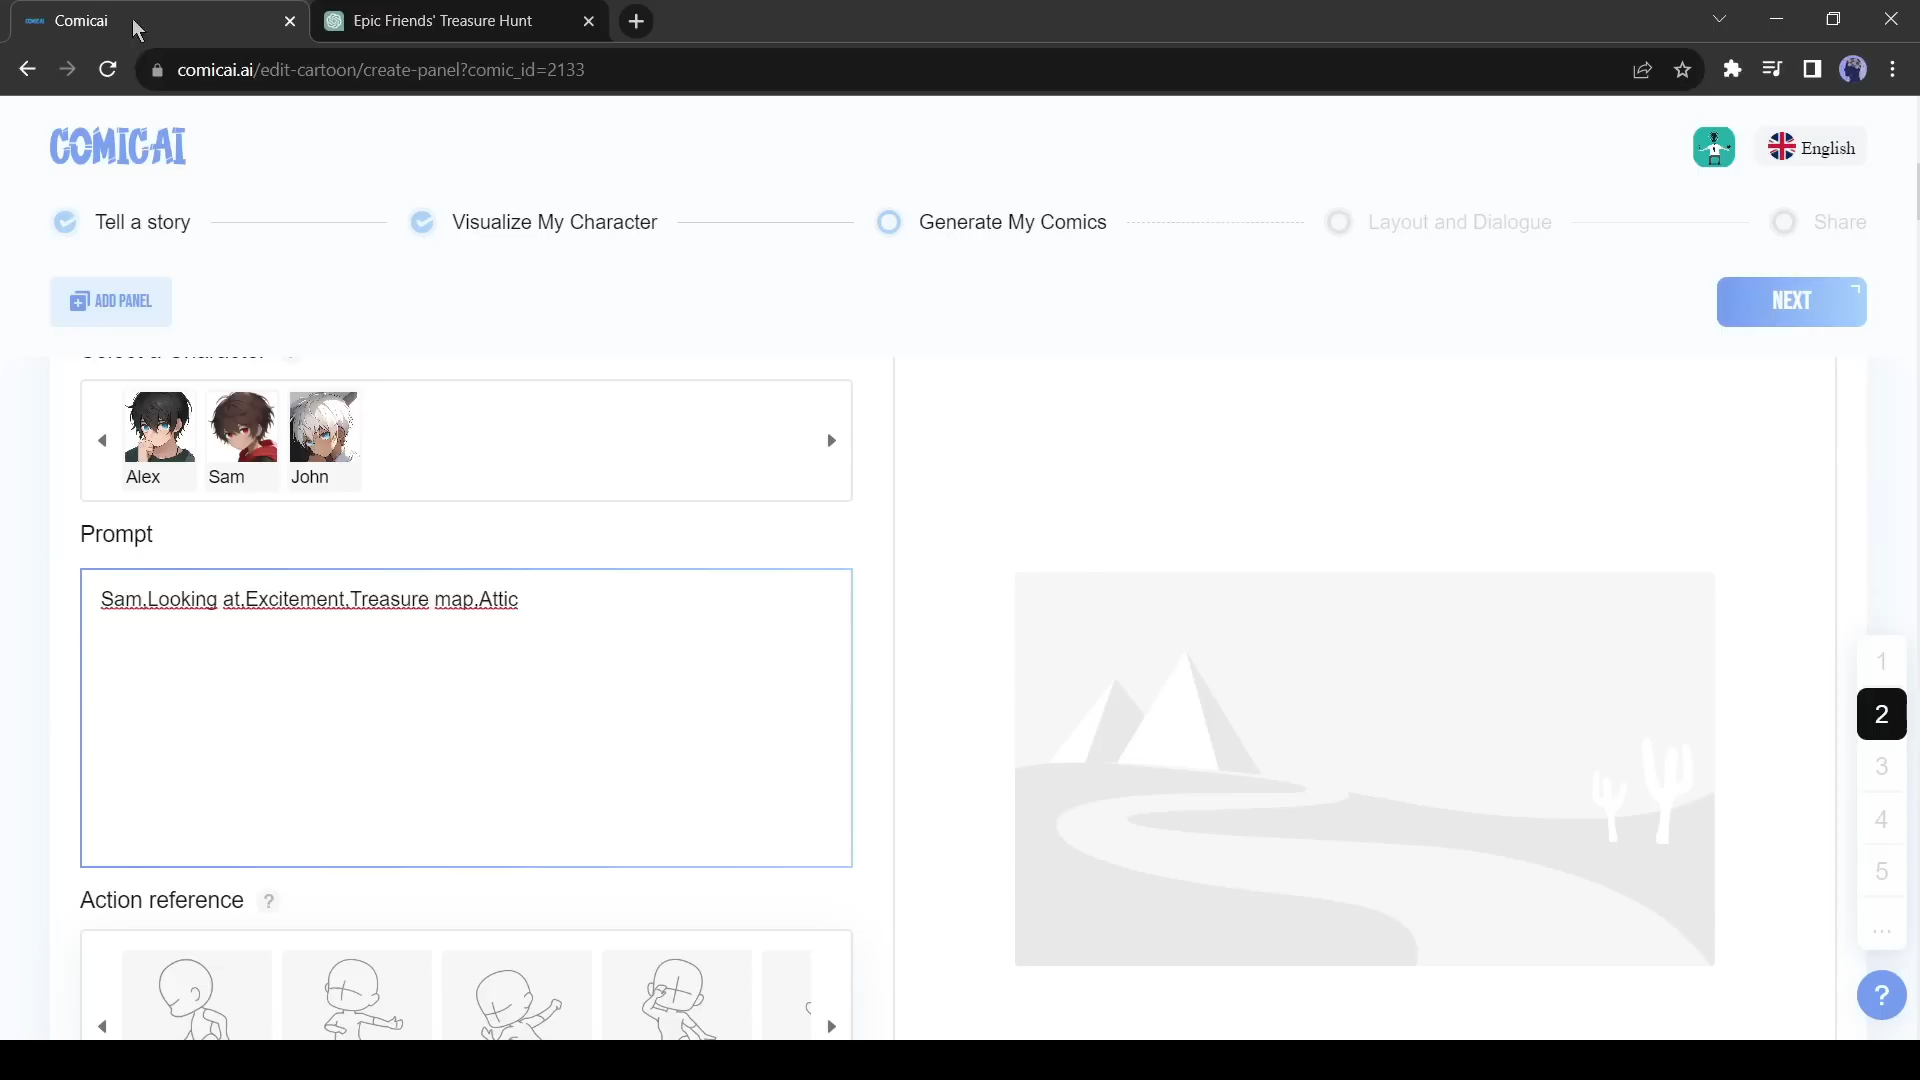 Comicai
Epic Friends' Treasure Hunt
comicai.ai/edit-cartoon/create-panel?comic_id=2133
COMICAI
English
Tell a story
Visualize My Character
Generate My Comics
Layout and Dialogue
Share
ADD PANEL
NEXT
Alex
Sam
John
Prompt
Sam,Looking at,Excitement,Treasure map,Attic
1
2
3
4
5
...
Action reference ?
?